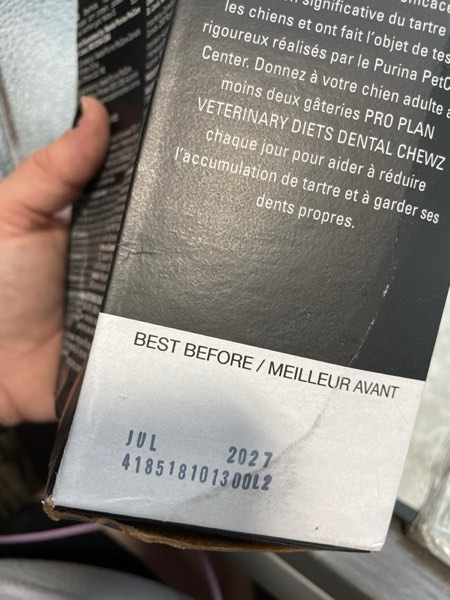 significative du tartre
les chiens et ont fait l'objet de tes
rigoureux réalisés par le Purina PetC
Center. Donnez à votre chien adulte a
moins deux gâteries PRO PLAN
VETERINARY DIETS DENTAL CHEWZ
chaque jour pour aider à réduire
l'accumulation de tartre et à garder ses
dents propres.
BEST BEFORE / MEILLEUR AVANT
JUL 2027
418518101300L2